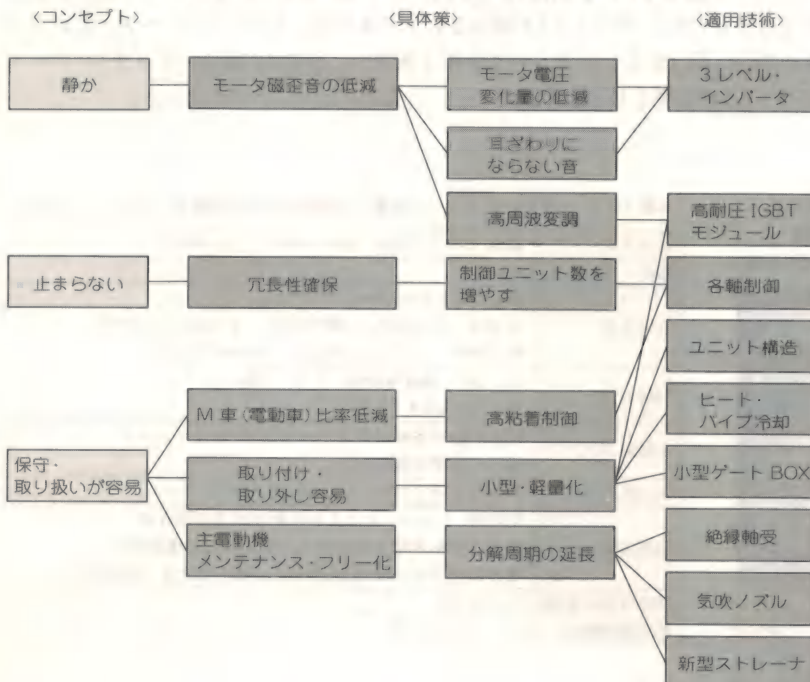 〈コンセプト〉
〈具体策〉
〈適用技術〉
静か
モータ磁歪音の低減
モータ電圧
変化量の低減
3レベル・
インバータ
耳ざわりに
ならない音
高周波変調
高耐圧IGBT
モジュール
止まらない
冗長性確保
制御ユニット数を
増やす
各軸制御
ユニット構造
M車(電動車)比率低減
高粘着制御
ヒート・
パイプ冷却
保守・
取り扱いが容易
取り付け・
取り外し容易
小型・軽量化
小型ゲートBOX
主電動機
メンテナンス・フリー化
分解周期の延長
絶縁軸受
気吹ノズル
新型ストレーナ